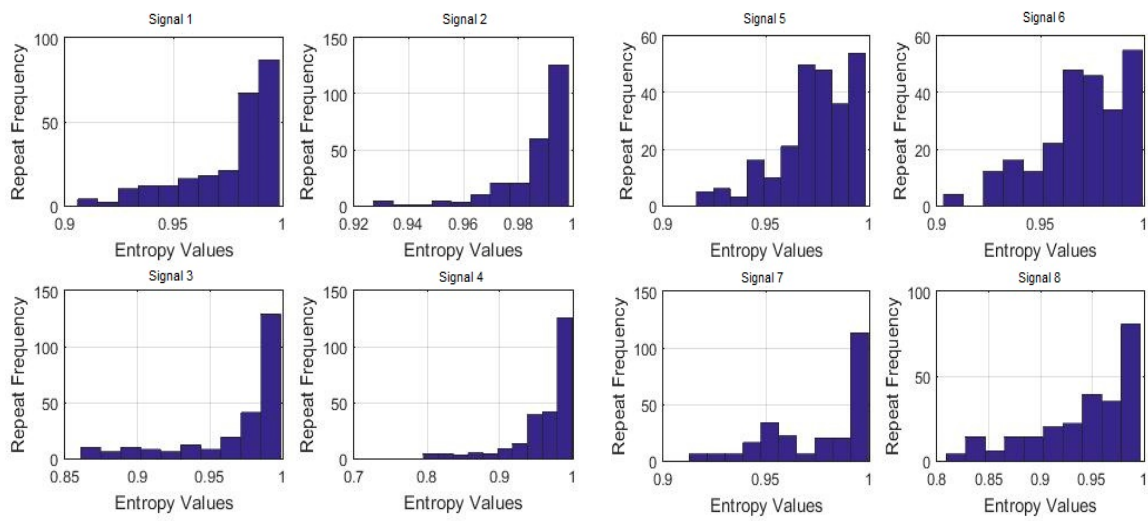 Signal 1
Signal 2
Signal 5
Signal 6
100
50
0
Repeat Frequency
0.9
0.95
1
Entropy Values
150
100
50
0
Repeat Frequency
0.92
0.94
0.96
0.98
1
Entropy Values
60
40
20
0
Repeat Frequency
0.9
0.95
1
Entropy Values
60
40
20
0
Repeat Frequency
0.9
0.95
1
Entropy Values
Signal 3
Signal 4
Signal 7
Signal 8
150
100
50
0
Repeat Frequency
0.85
0.9
0.95
1
Entropy Values
150
100
50
0
Repeat Frequency
0.7
0.8
0.9
1
Entropy Values
150
100
50
0
Repeat Frequency
0.9
0.95
1
Entropy Values
100
50
0
Repeat Frequency
0.8
0.85
0.9
0.95
1
Entropy Values